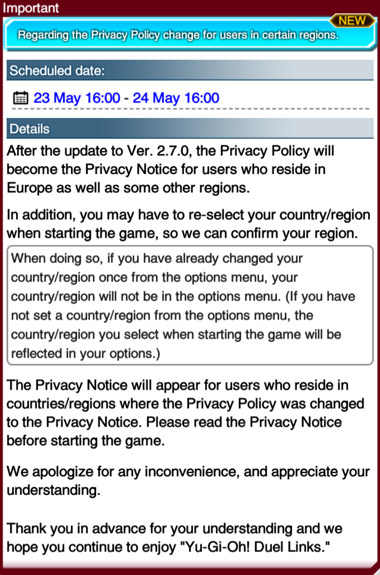 Important
NEW
Regarding the Privacy Policy change for users in certain regions.
Scheduled date:
23 May 16:00 - 24 May 16:00
Details
After the update to Ver. 2.7.0, the Privacy Policy will
become the Privacy Notice for users who reside in
Europe as well as some other regions.
In addition, you may have to re-select your country/region
when starting the game, so we can confirm your region.
When doing so, if you have already changed your
country/region once from the options menu, your
country/region will not be in the options menu. (If you have
not set a country/region from the options menu, the
country/region you select when starting the game will be
reflected in your options.)
The Privacy Notice will appear for users who reside in
countries/regions where the Privacy Policy was changed
to the Privacy Notice. Please read the Privacy Notice
before starting the game.
We apologize for any inconvenience, and appreciate your
understanding.
Thank you in advance for your understanding and we
hope you continue to enjoy "Yu-Gi-Oh! Duel Links."